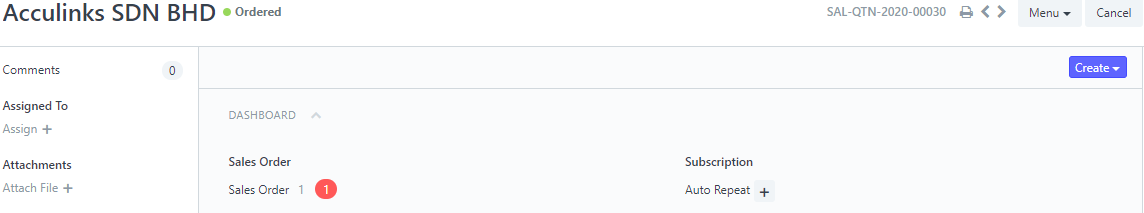 Acculinks SDN BHD Ordered SAL-QTN-2020-00030 Menu Cancel
Comments 0
Create
Assigned To
DASHBOARD
Assign +
Sales Order Subscription
Attachments
Attach File +
Sales Order 1 1 Auto Repeat +